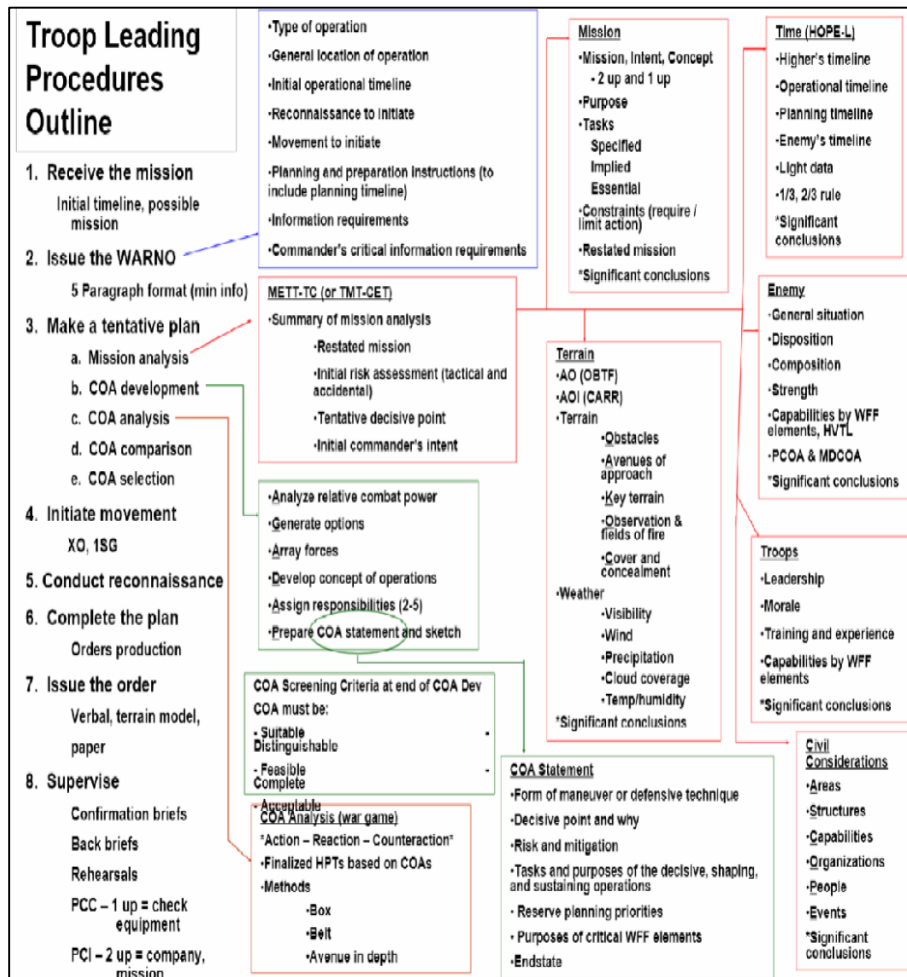 Troop Leading
Procedures
Outline
1. Receive the mission
Initial timeline, possible
mission
2. Issue the WARNO
5 Paragraph format (min info)
3. Make a tentative plan
a. Mission analysis
b. COA development
c. COA analysis
d. COA comparison
e. COA selection
4. Initiate movement
XO, 1SG
5. Conduct reconnaissance
6. Complete the plan
Orders production
7. Issue the order
Verbal, terrain model,
paper
8. Supervise
Confirmation briefs
Back briefs
Rehearsals
PCC – 1 up = check
equipment
PCI – 2 up = company,
mission
•Type of operation
•General location of operation
•Initial operational timeline
•Reconnaissance to initiate
•Movement to initiate
•Planning and preparation instructions (to
include planning timeline)
•Information requirements
•Commander's critical information requirements
METT-TC (or TMT-CET)
•Summary of mission analysis
•Restated mission
•Initial risk assessment (tactical and
accidental)
•Tentative decisive point
•Initial commander's intent
•Analyze relative combat power
•Generate options
•Array forces
•Develop concept of operations
•Assign responsibilities (2-5)
•Prepare COA statement and sketch
COA Screening Criteria at end of COA Dev
COA must be:
- Suitable -
Distinguishable
- Feasible -
Complete
- Acceptable
COA Analysis (war game)
*Action – Reaction – Counteraction*
•Finalized HPTs based on COAs
•Methods
•Box
•Belt
•Avenue in depth
Mission
•Mission, Intent, Concept
- 2 up and 1 up
•Purpose
•Tasks
Specified
Implied
Essential
•Constraints (require /
limit action)
•Restated mission
*Significant conclusions
Terrain
•AO (OBTF)
•AOI (CARR)
•Terrain
•Obstacles
•Avenues of
approach
•Key terrain
•Observation &
fields of fire
•Cover and
concealment
•Weather
•Visibility
•Wind
•Precipitation
•Cloud coverage
•Temp/humidity
*Significant conclusions
COA Statement
•Form of maneuver or defensive technique
•Decisive point and why
•Risk and mitigation
•Tasks and purposes of the decisive, shaping,
and sustaining operations
• Reserve planning priorities
• Purposes of critical WFF elements
•Endstate
Time (HOPE-L)
•Higher's timeline
•Operational timeline
•Planning timeline
•Enemy's timeline
•Light data
•1/3, 2/3 rule
*Significant
conclusions
Enemy
•General situation
•Disposition
•Composition
•Strength
•Capabilities by WFF
elements, HVTL
•PCOA & MDCOA
*Significant conclusions
Troops
•Leadership
•Morale
•Training and experience
•Capabilities by WFF
elements
*Significant conclusions
Civil
Considerations
•Areas
•Structures
•Capabilities
•Organizations
•People
•Events
*Significant
conclusions